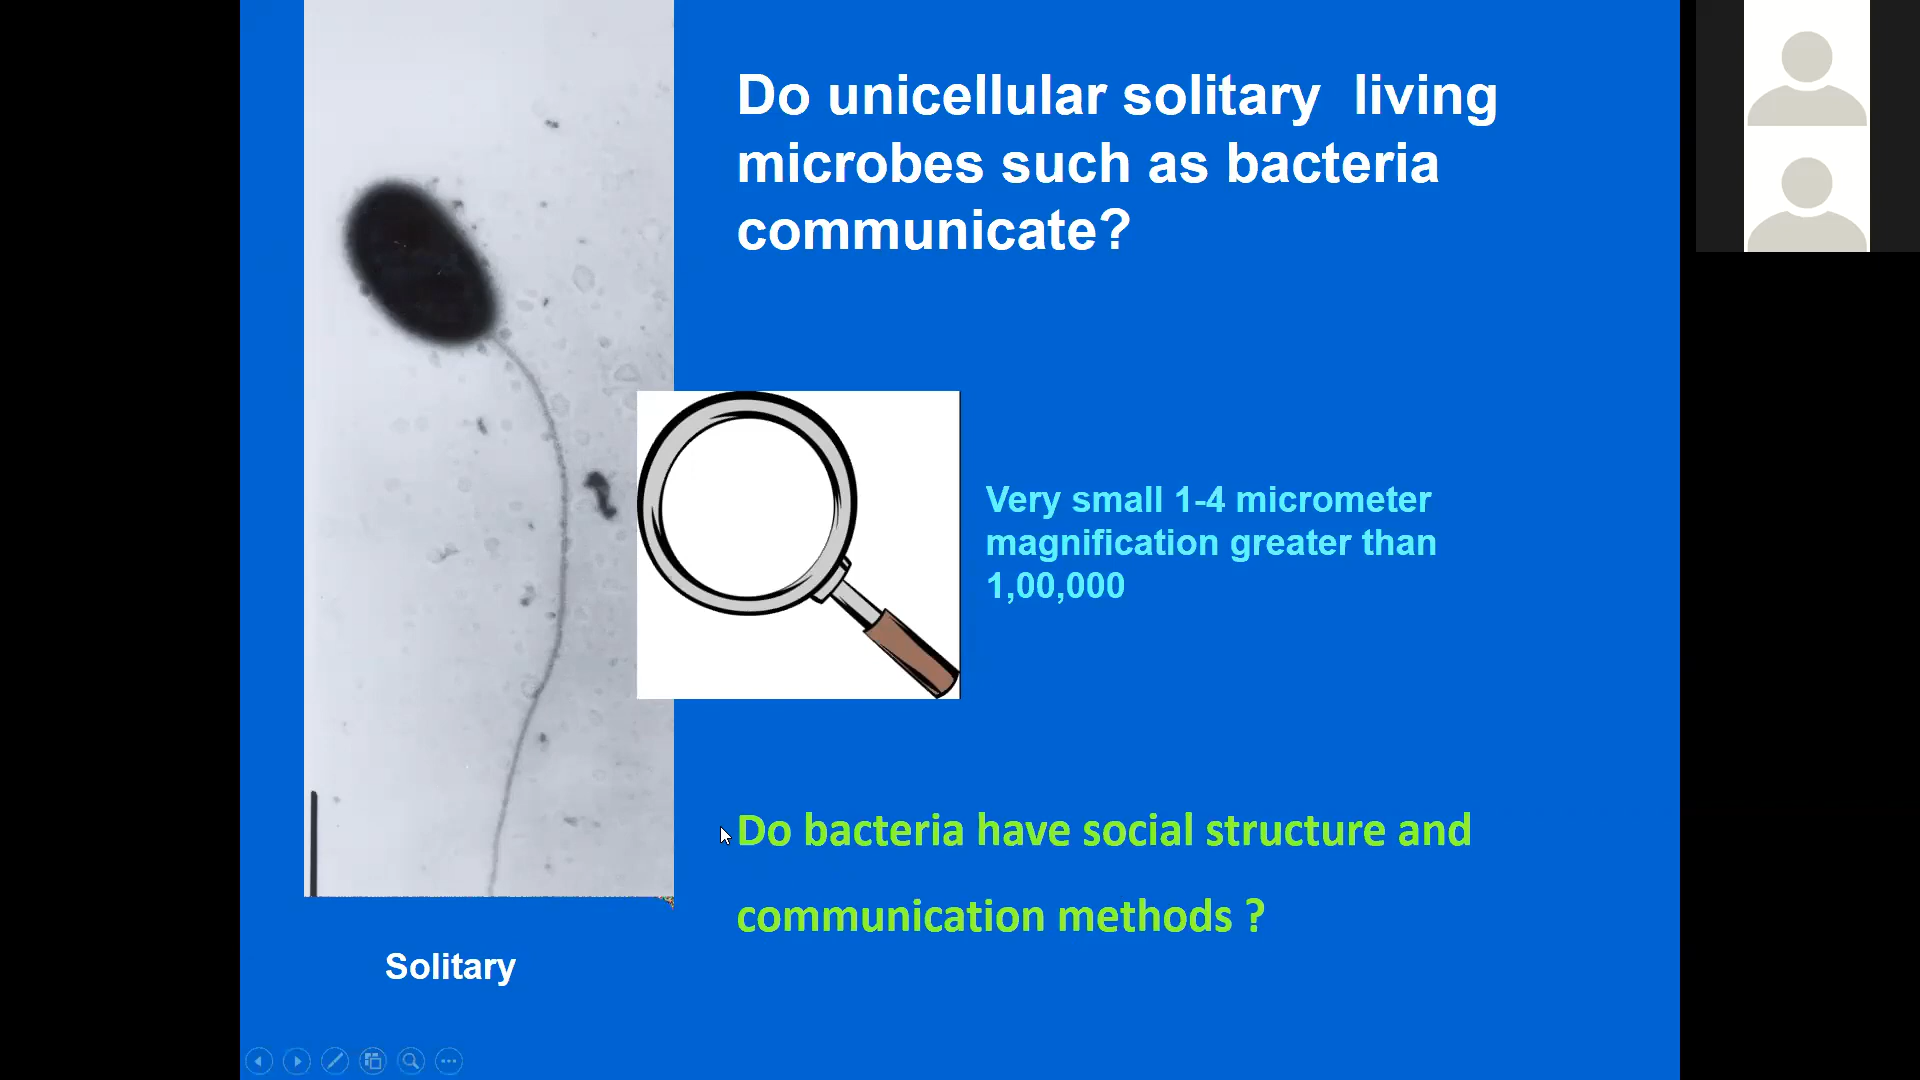 Do unicellular solitary  living
microbes such as bacteria
communicate?
Very small 1-4 micrometer
magnification greater than
1,00,000
Do bacteria have social structure and
communication methods ?
Solitary